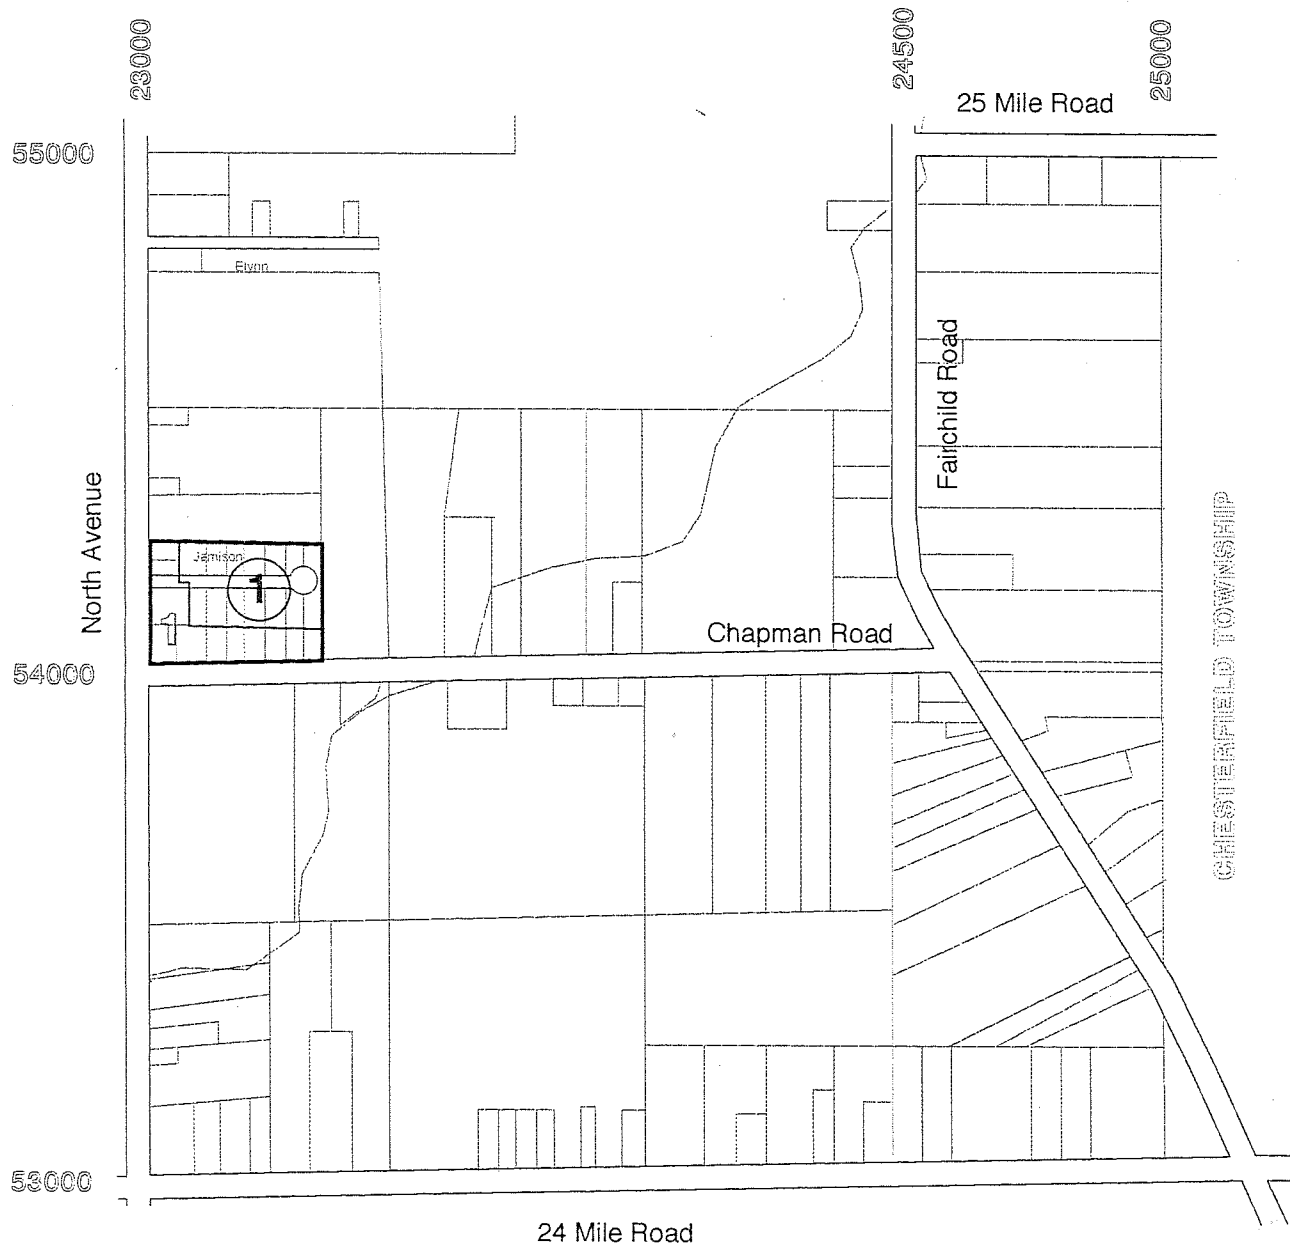 23000
24500
25000
25 Mile Road
55000
Elynn
Fairchild Road
North Avenue
Jamison
1
1
Chapman Road
54000
CHESTERFIELD TOWNSHIP
53000
24 Mile Road